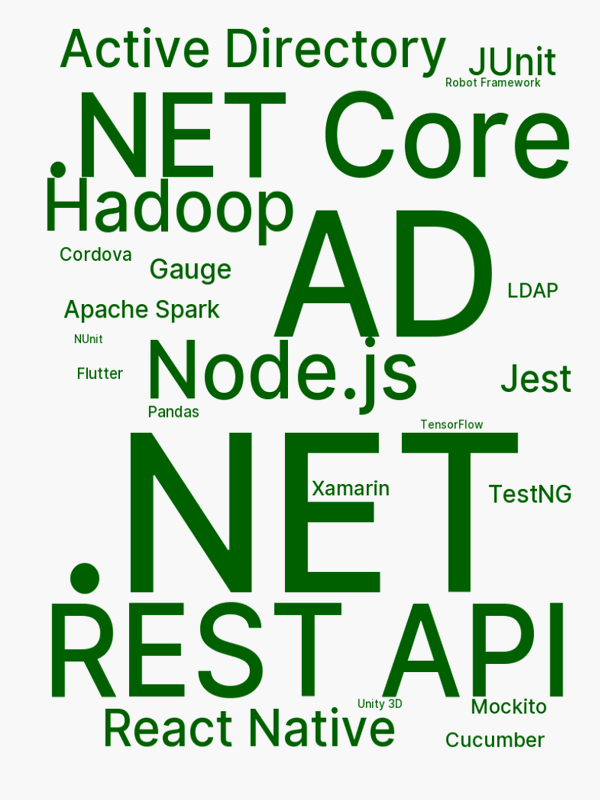 Active Directory
JUnit
Robot Framework
.NET Core
Hadoop
AD
Cordova
Gauge
LDAP
Apache Spark
NUnit
Node.js
Flutter
Jest
Pandas
TensorFlow
.NET
Xamarin
TestNG
REST API
Unity 3D
Mockito
React Native
Cucumber